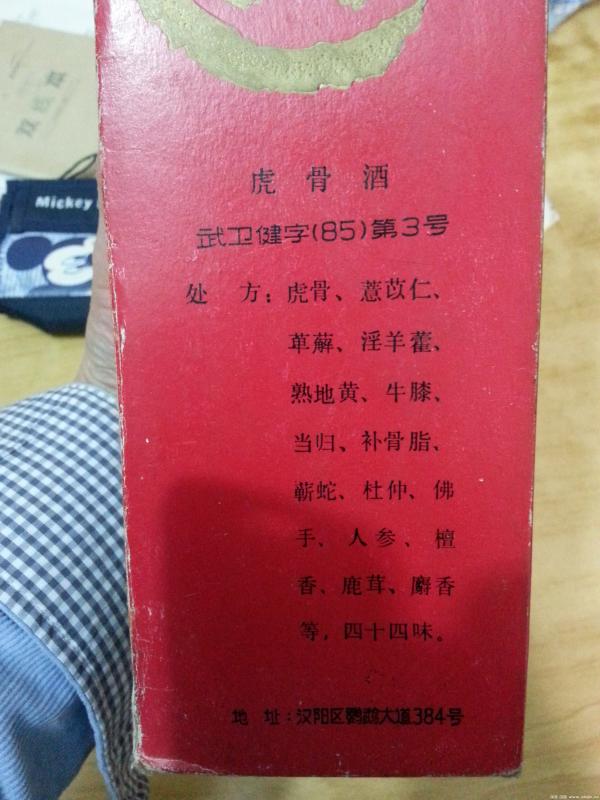 虎骨酒
武卫健字(85)第3号
处方：虎骨、薏苡仁、
萆薢、淫羊藿、
熟地黄、牛膝、
当归、补骨脂、
蕲蛇、杜仲、佛
手、人参、檀
香、鹿茸、麝香
等，四十四味。
地址：汉阳区鹦鹉大道384号
Mickey